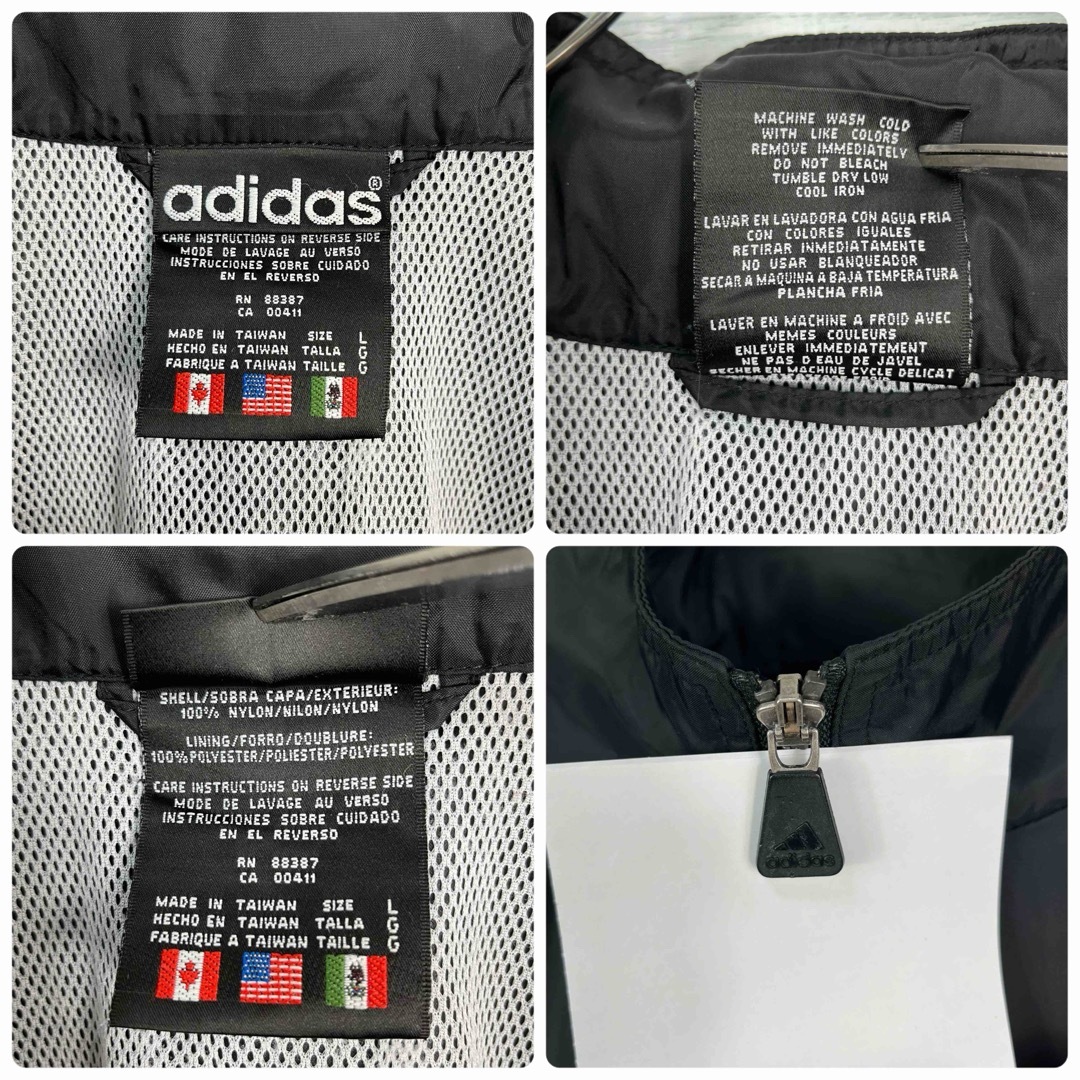 adidas®
CARE INSTRUCTIONS ON REVERSE SIDE
MODE DE LAVAGE AU VERSO
INSTRUCCIONES SOBRE CUIDADO
EN EL REVERSO
RN 88387
CA 00411
MADE IN TAIWAN SIZE L
HECHO EN TAIWAN TALLA G
FABRIQUE A TAIWAN TAILLE G
MACHINE WASH COLD
WITH LIKE COLORS
REMOVE IMMEDIATELY
DO NOT BLEACH
TUMBLE DRY LOW
COOL IRON
LAVAR EN LAVADORA CON AGUA FRIA
CON COLORES IGUALES
RETIRAR INMEDIATAMENTE
NO USAR BLANQUEADOR
SECAR A MAQUINA A BAJA TEMPERATURA
PLANCHA FRIA
LAVER EN MACHINE A FROID AVEC
MEMES COULEURS
ENLEVER IMMEDIATEMENT
NE PAS D EAU DE JAVEL
SECHER EN MACHINE CYCLE DELICAT
SHELL/SOBRA CAPA/EXTERIEUR:
100% NYLON/NILON/NYLON
LINING/FORRO/DOUBLURE:
100% POLYESTER/POLIESTER/POLYESTER
CARE INSTRUCTIONS ON REVERSE SIDE
MODE DE LAVAGE AU VERSO
INSTRUCCIONES SOBRE CUIDADO
EN EL REVERSO
RN 88387
CA 00411
MADE IN TAIWAN SIZE L
HECHO EN TAIWAN TALLA G
FABRIQUE A TAIWAN TAILLE G
adidas